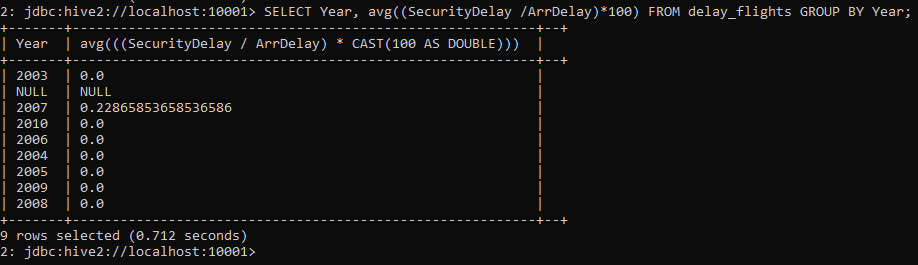 2: jdbc:hive2://localhost:10001> SELECT Year, avg((SecurityDelay /ArrDelay)*100) FROM delay_flights GROUP BY Year;
+-------+--------------------------------------------------------+--+
| Year  | avg(((SecurityDelay / ArrDelay) * CAST(100 AS DOUBLE)))  |
+-------+--------------------------------------------------------+--+
| 2003  | 0.0  |
| NULL  | NULL  |
| 2007  | 0.22865853658536586  |
| 2010  | 0.0  |
| 2006  | 0.0  |
| 2004  | 0.0  |
| 2005  | 0.0  |
| 2009  | 0.0  |
| 2008  | 0.0  |
+-------+--------------------------------------------------------+--+
9 rows selected (0.712 seconds)
2: jdbc:hive2://localhost:10001>